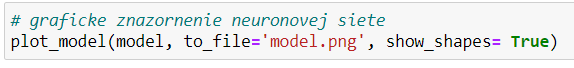 # graficke znazornenie neuronovej siete
plot_model(model, to_file='model.png', show_shapes= True)